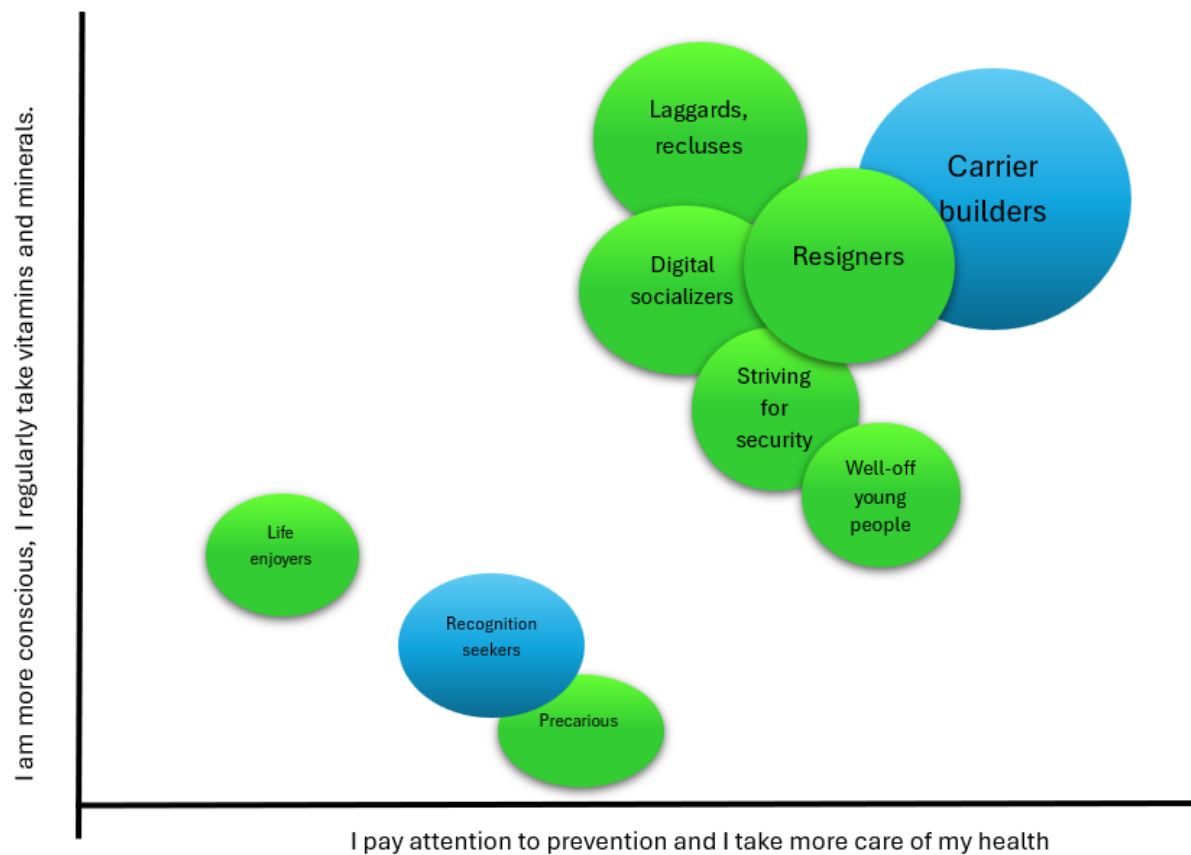 I am more conscious, I regularly take vitamins and minerals.
Laggards,
recluses
Carrier
builders
Digital
socializers
Resigners
Striving
for
security
Well-off
young
people
Life
enjoyers
Recognition
seekers
Precarious
I pay attention to prevention and I take more care of my health